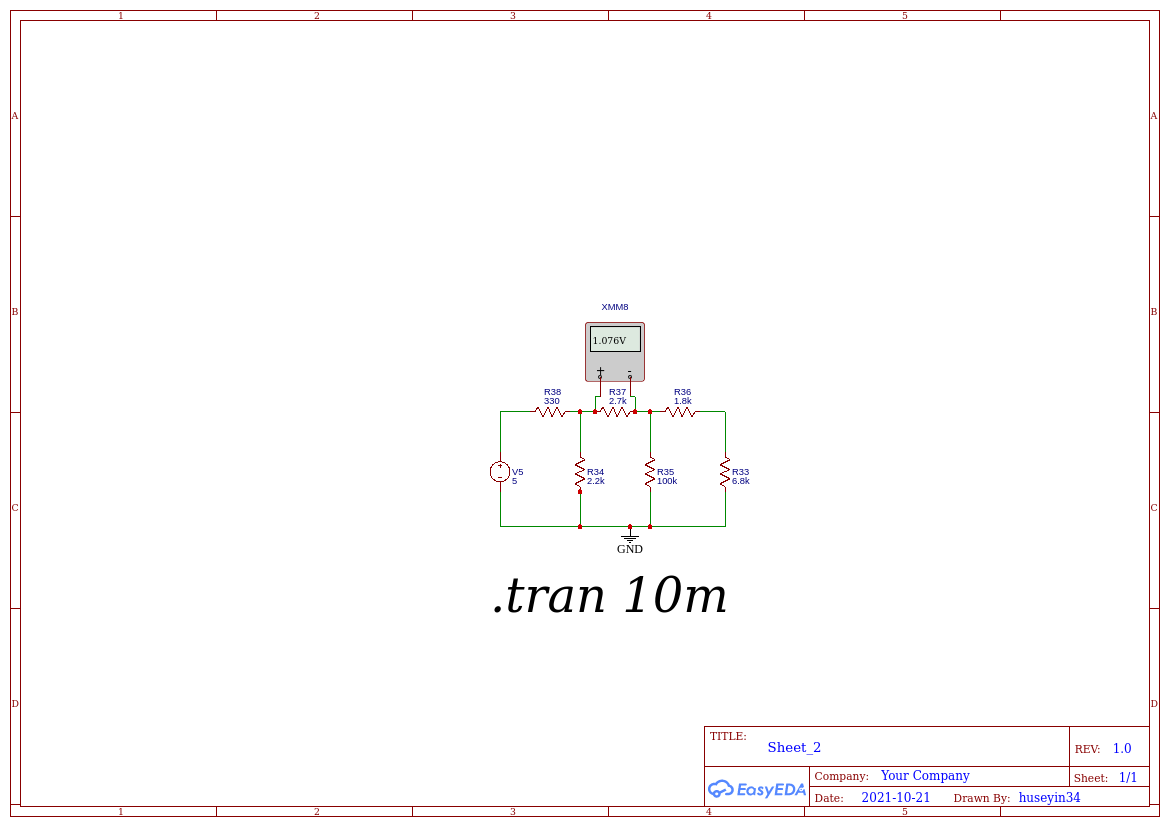 1 2 3 4 5
A A
XMM8
B B
1.076V
+ -
R38 R37 R36
330 2.7k 1.8k
V5 R34 R35 R33
5 2.2k 100k 6.8k
C C
GND
.tran 10m
D D
TITLE: Sheet_2 REV: 1.0
Company: Your Company Sheet: 1/1
EasyEDA
Date: 2021-10-21 Drawn By: huseyin34
1 2 3 4 5